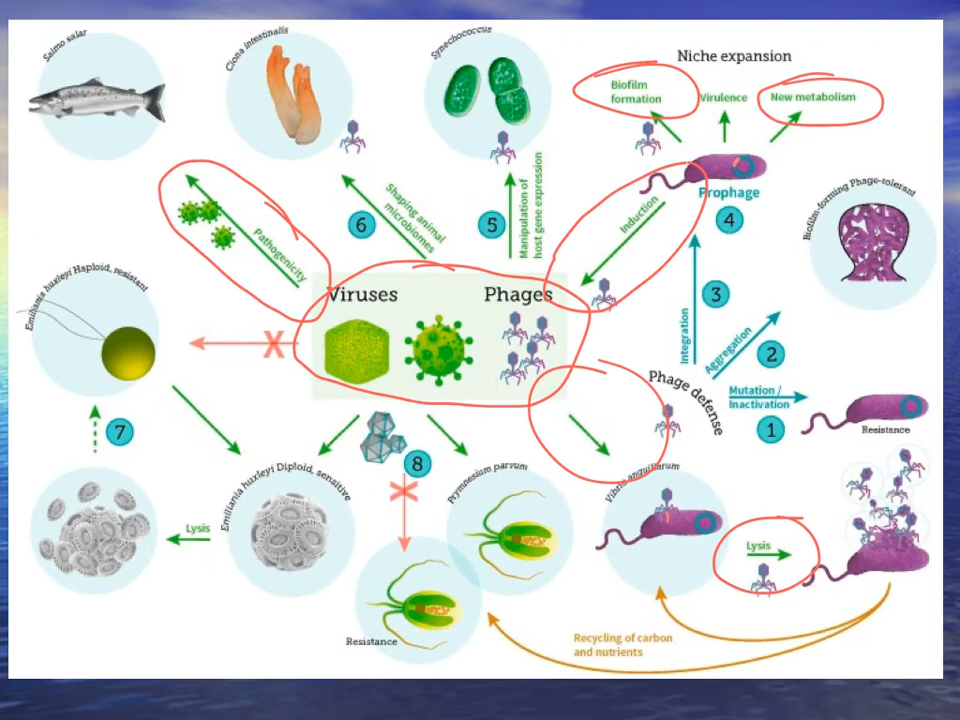 Salmo salar
Ciona intestinalis
Synechococcus
Niche expansion
Biofilm
formation
Virulence
New metabolism
Prophage
4
Biofilm-forming Phage-tolerant
Pathogenicity
6
Shaping animal
microbiomes
5
Manipulation of
host gene expression
Induction
Emiliania huxleyi Haploid, resistant
X
Viruses
Phages
Integration
3
Aggregation
2
Phage defense
Mutation /
Inactivation
1
Resistance
7
8
X
Emiliania huxleyi Diploid, sensitive
Prymnesium parvum
Vibrio anguillarum
Lysis
Lysis
Resistance
Recycling of carbon
and nutrients